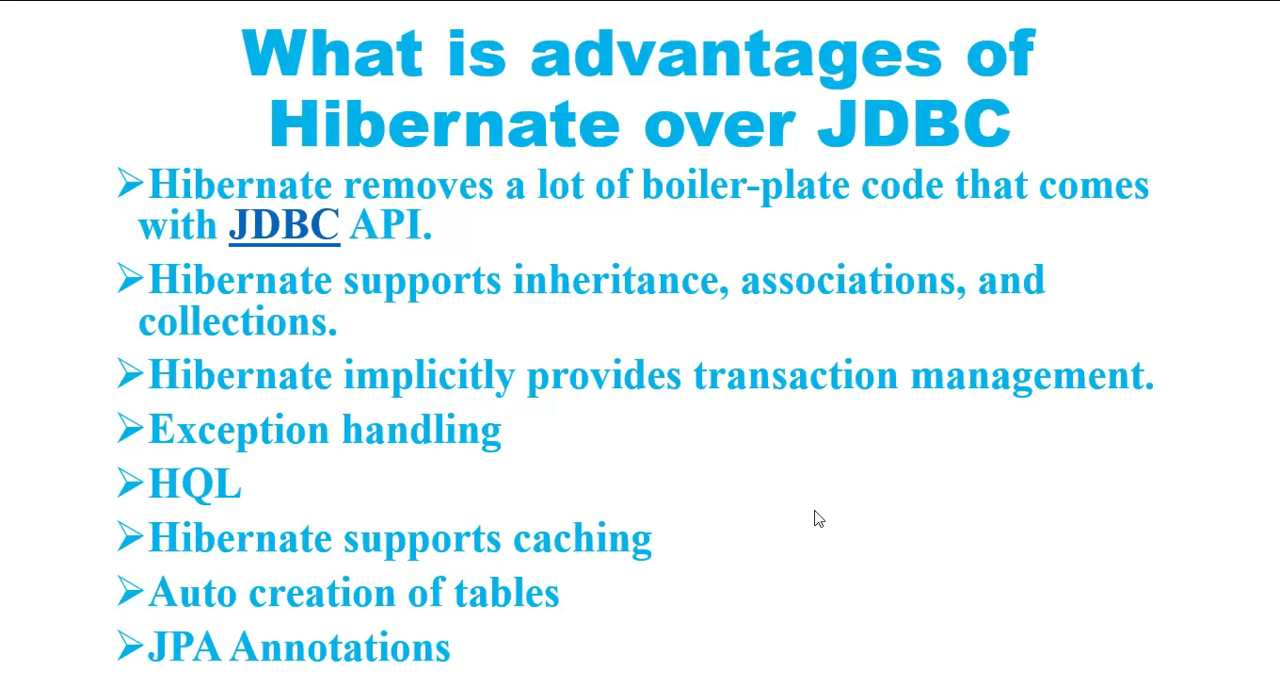 What is advantages of
Hibernate over JDBC
➢Hibernate removes a lot of boiler-plate code that comes
with JDBC API.
➢Hibernate supports inheritance, associations, and
collections.
➢Hibernate implicitly provides transaction management.
➢Exception handling
➢HQL
➢Hibernate supports caching
➢Auto creation of tables
➢JPA Annotations